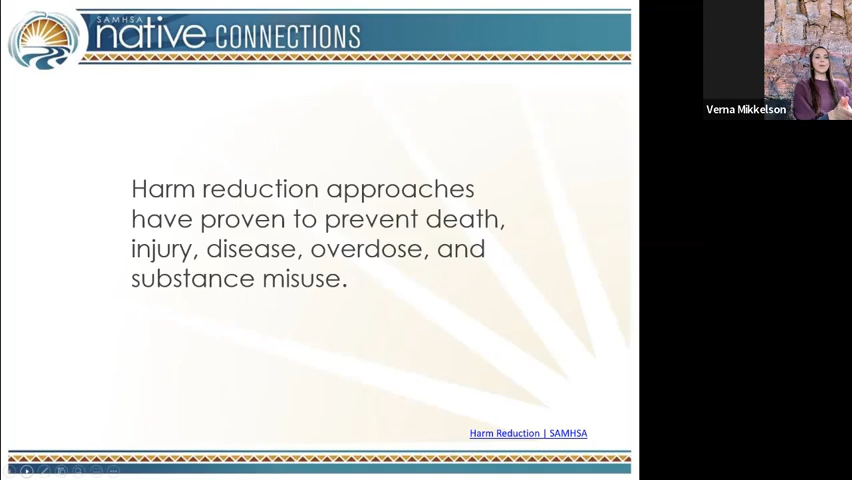 SAMHSA
native CONNECTIONS
Verna Mikkelson
Harm reduction approaches
have proven to prevent death,
injury, disease, overdose, and
substance misuse.
Harm Reduction | SAMHSA